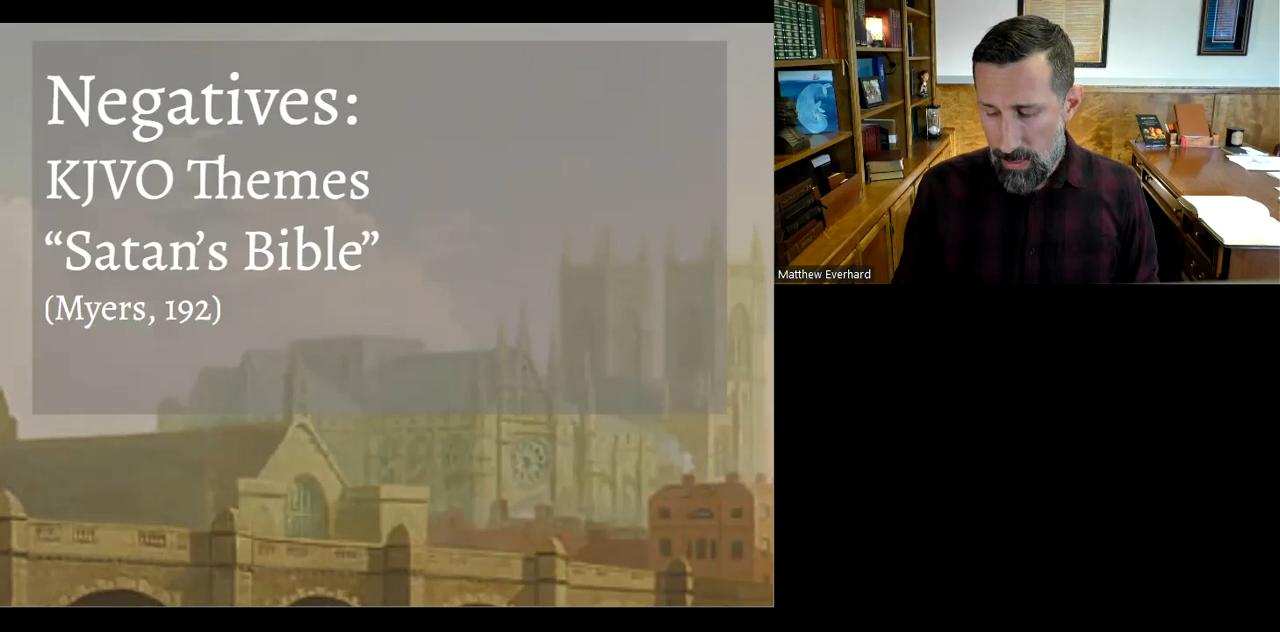 Negatives:
KJVO Themes
“Satan’s Bible”
(Myers, 192)
Matthew Everhard